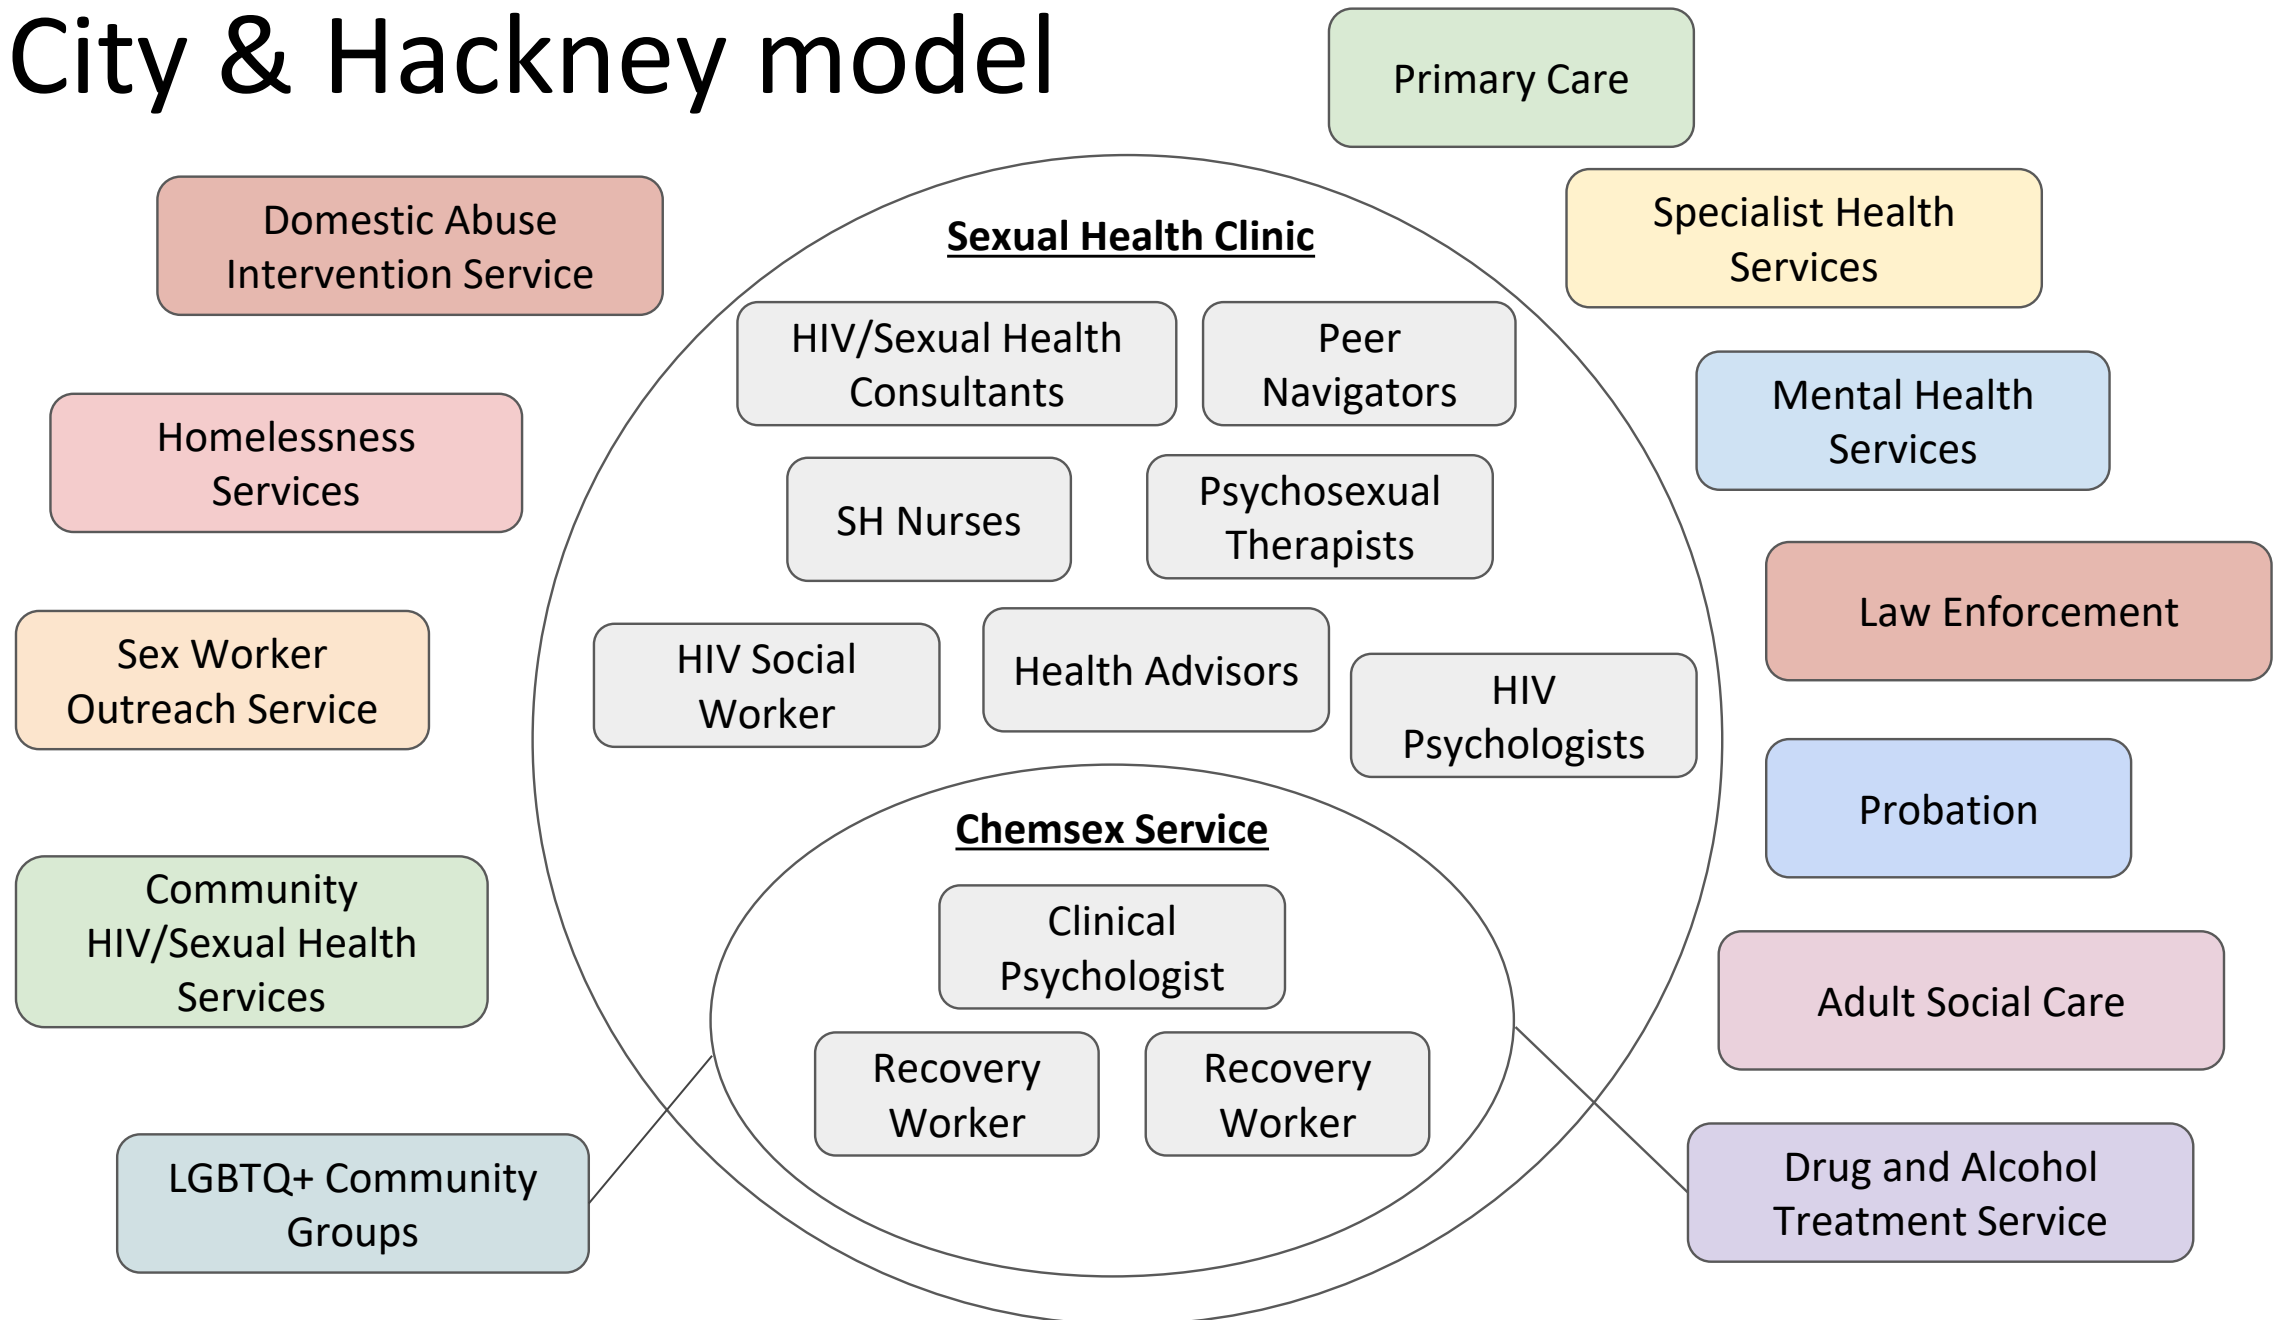 City & Hackney model
Primary Care
Domestic Abuse
Intervention Service
Specialist Health
Services
Sexual Health Clinic
HIV/Sexual Health
Consultants
Peer
Navigators
Mental Health
Services
Homelessness
Services
SH Nurses
Psychosexual
Therapists
Law Enforcement
Sex Worker
Outreach Service
HIV Social
Worker
Health Advisors
HIV
Psychologists
Probation
Chemsex Service
Community
HIV/Sexual Health
Services
Clinical
Psychologist
Adult Social Care
Recovery
Worker
Recovery
Worker
LGBTQ+ Community
Groups
Drug and Alcohol
Treatment Service